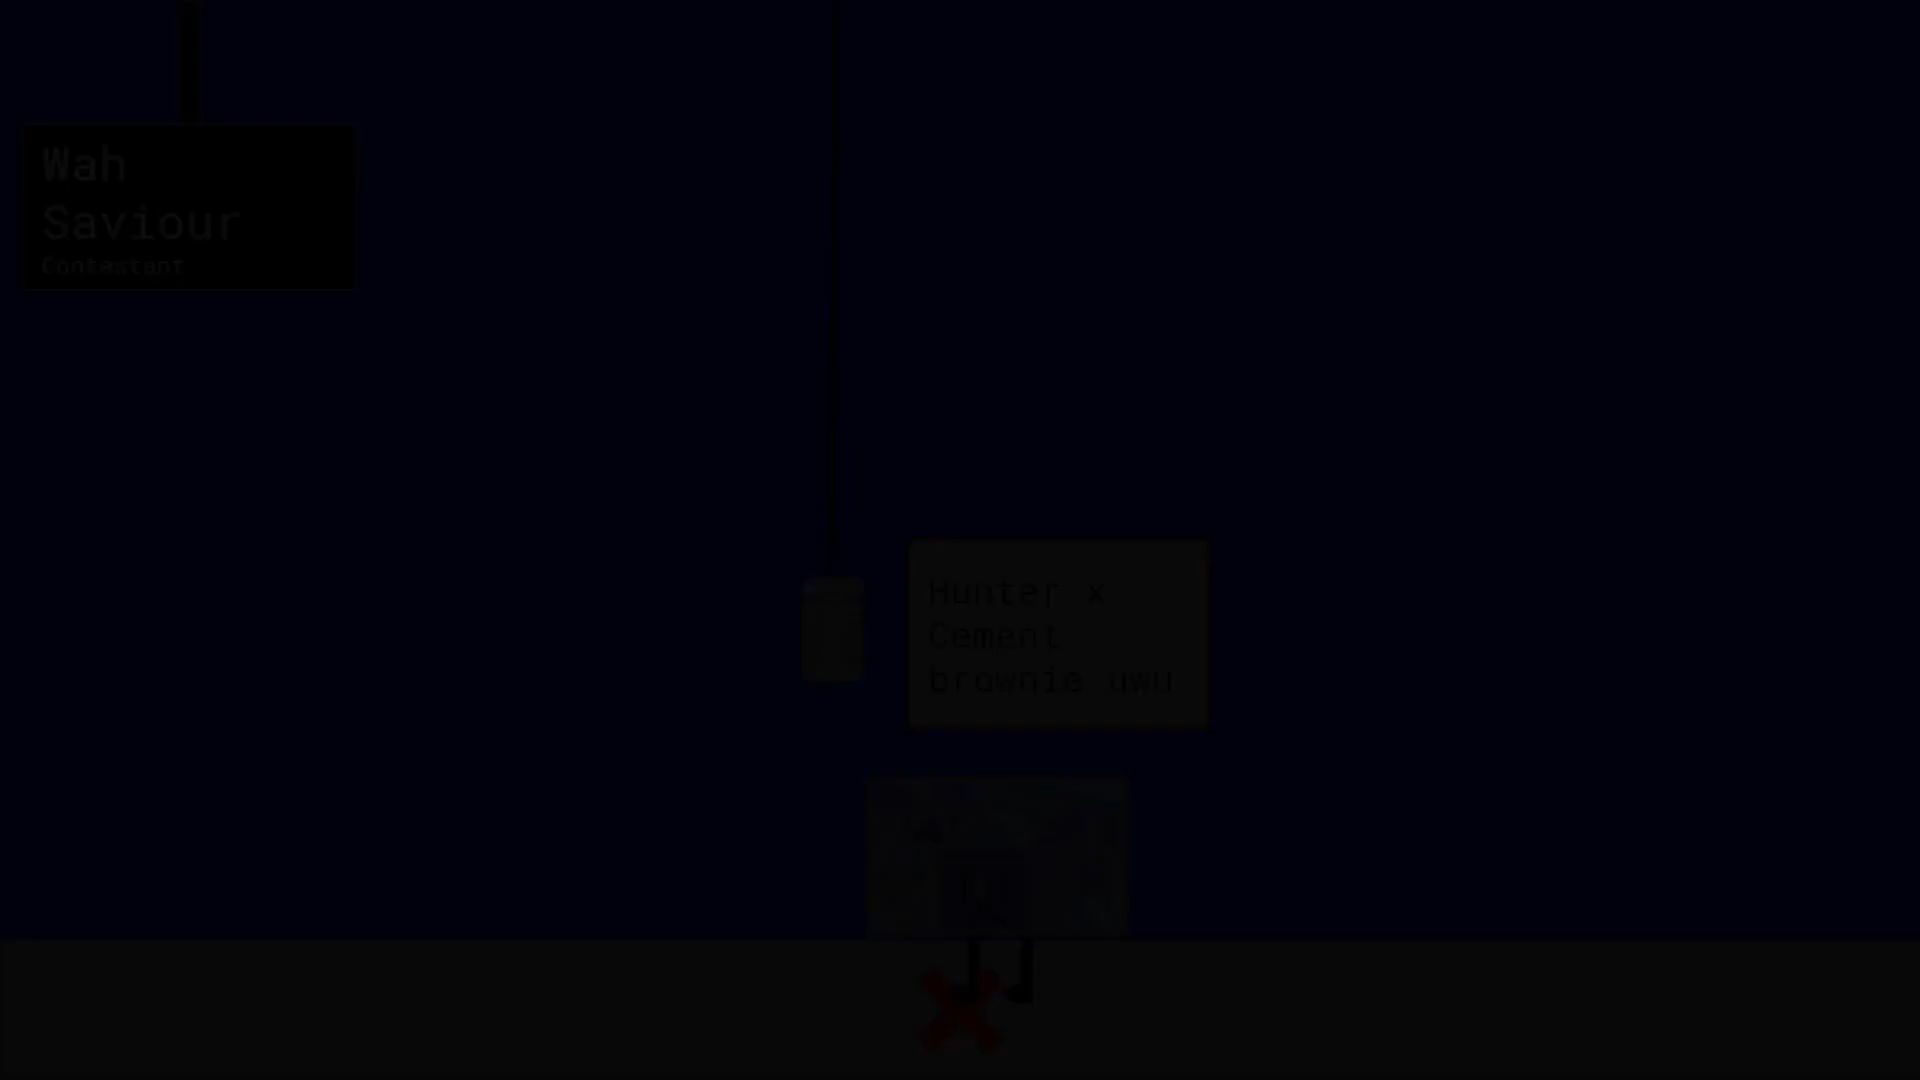 Wah
Saviour
Contestant
Hunter x
Cement
brownie uwu